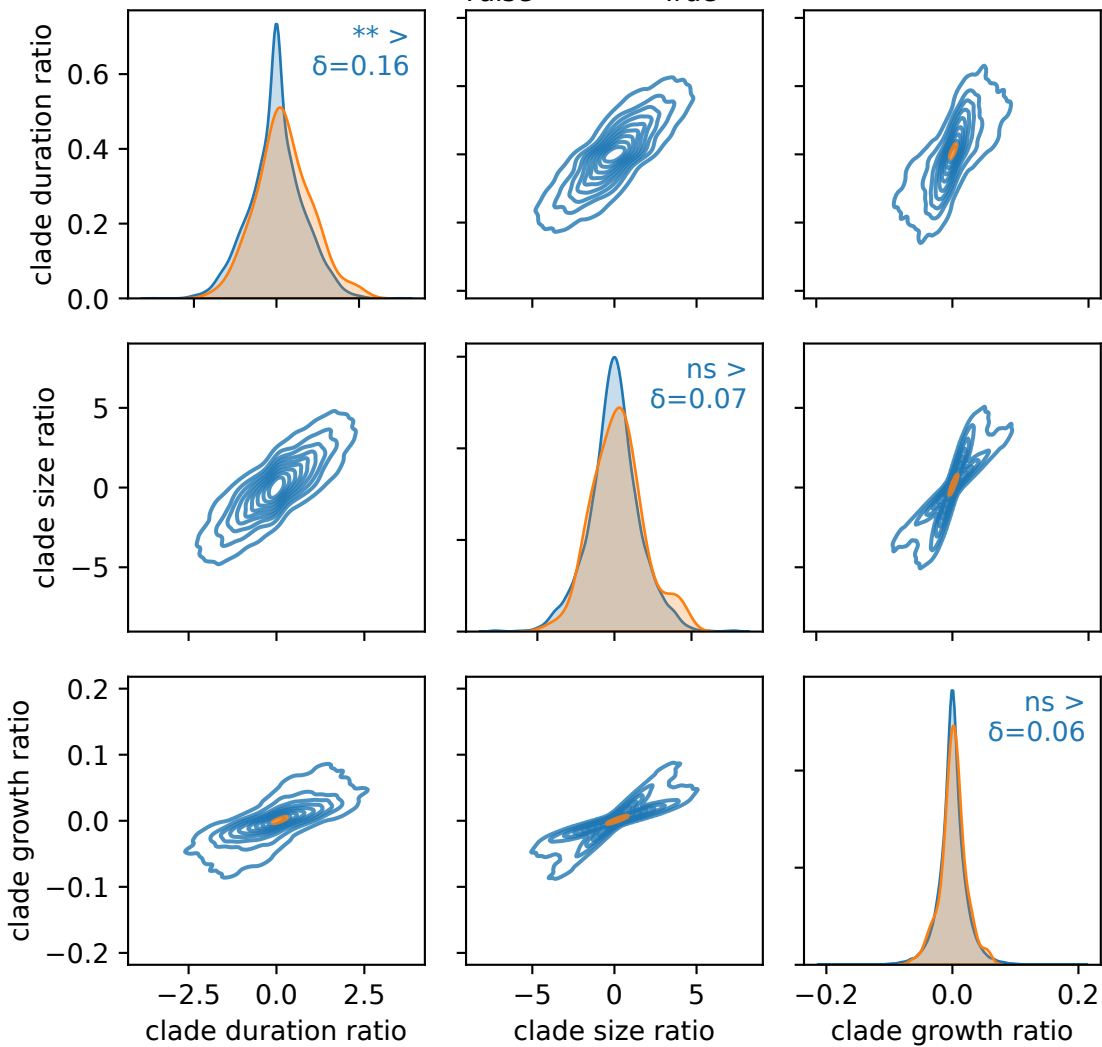 clade duration ratio
0.6
0.4
0.2
0.0
** >
δ=0.16
clade size ratio
5
0
−5
ns >
δ=0.07
clade growth ratio
0.2
0.1
0.0
−0.1
−0.2
ns >
δ=0.06
−2.5 0.0 2.5
−5 0 5
−0.2 0.0 0.2
clade duration ratio
clade size ratio
clade growth ratio